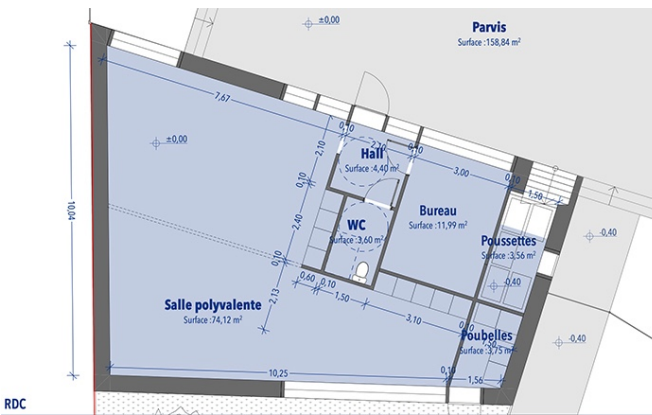 ±0,00
Parvis
Surface :158,84 m²
7,67
0,10
2,10
0,10
Hall
Surface :4,40 m²
3,00
0,10
1,50
±0,00
2,10
0,10
10,04
2,40
WC
Surface :3,60 m²
Bureau
Surface :11,99 m²
Poussettes
Surface :3,56 m²
-0,40
-0,40
0,10
2,13
0,60
0,10
1,50
3,10
Salle polyvalente
Surface :74,12 m²
Poubelles
Surface :3,75 m²
-0,40
10,25
0,10
1,56
RDC